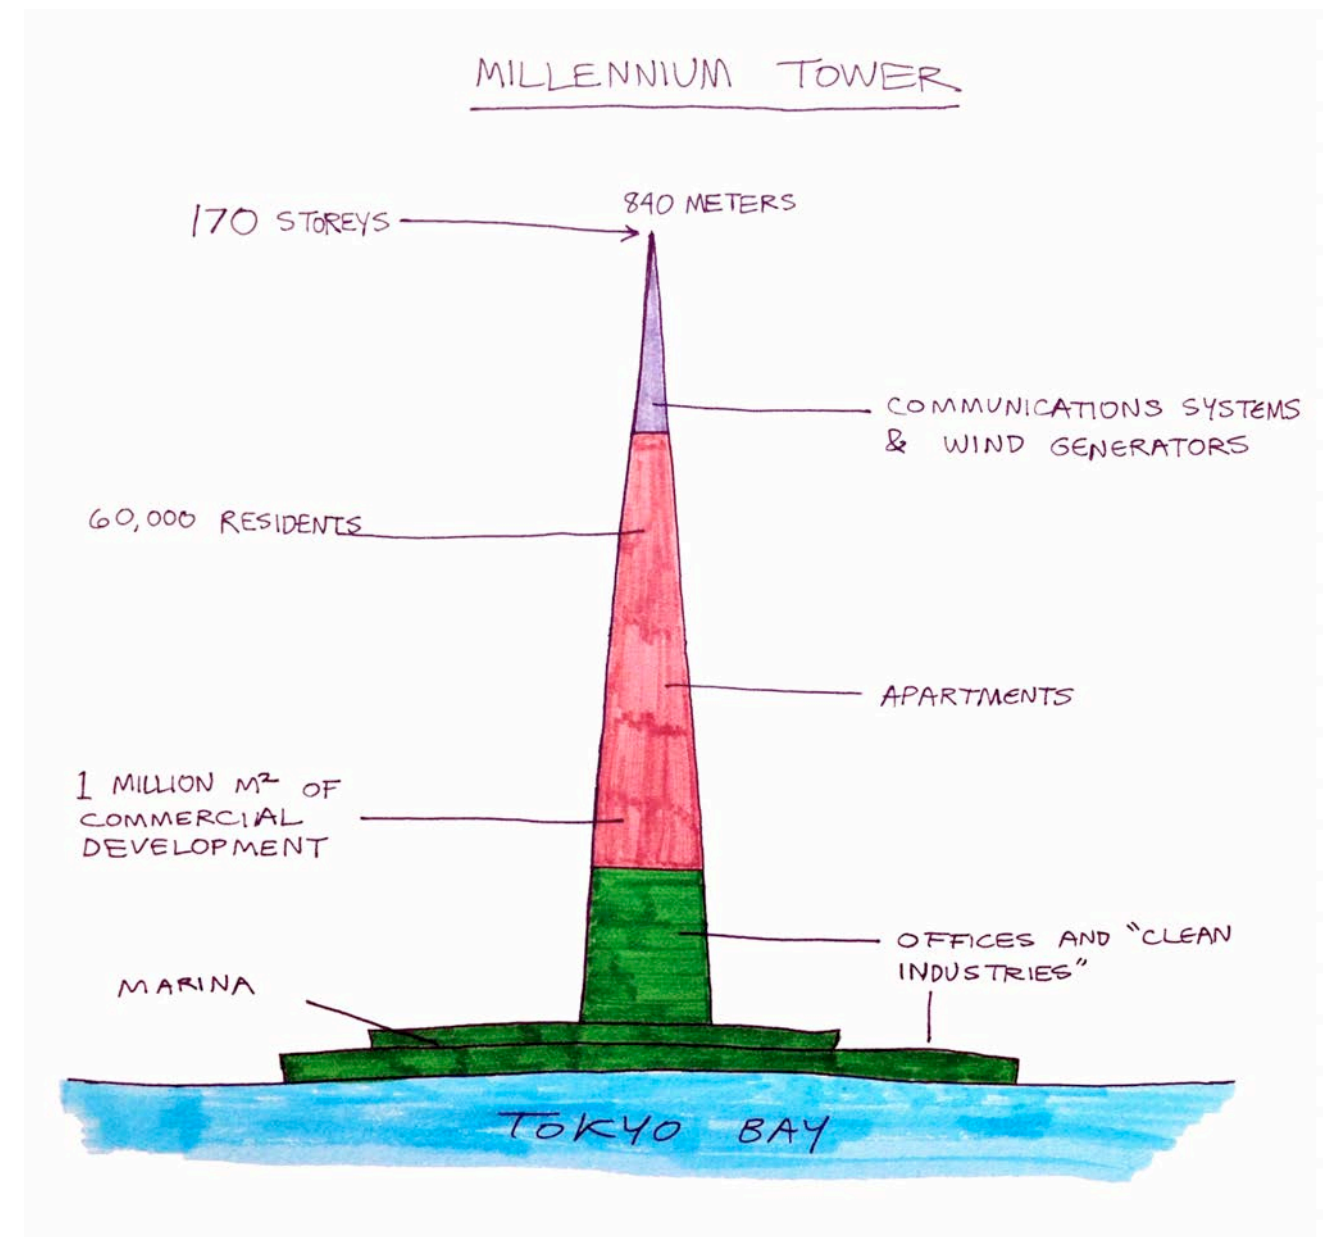 MILLENNIUM TOWER
840 METERS
170 STOREYS
COMMUNICATIONS SYSTEMS
& WIND GENERATORS
60,000 RESIDENTS
APARTMENTS
1 MILLION M² OF
COMMERCIAL
DEVELOPMENT
OFFICES AND "CLEAN
INDUSTRIES"
MARINA
TOKYO BAY